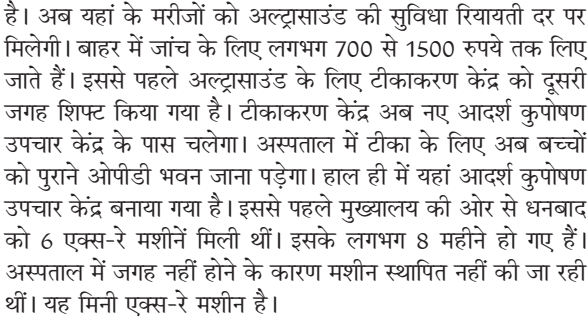 है। अब यहां के मरीजों को अल्ट्रासाउंड की सुविधा रियायती दर पर
मिलेगी। बाहर में जांच के लिए लगभग 700 से 1500 रुपये तक लिए
जाते हैं। इससे पहले अल्ट्रासाउंड के लिए टीकाकरण केंद्र को दूसरी
जगह शिफ्ट किया गया है। टीकाकरण केंद्र अब नए आदर्श कुपोषण
उपचार केंद्र के पास चलेगा। अस्पताल में टीका के लिए अब बच्चों
को पुराने ओपीडी भवन जाना पड़ेगा। हाल ही में यहां आदर्श कुपोषण
उपचार केंद्र बनाया गया है। इससे पहले मुख्यालय की ओर से धनबाद
को 6 एक्स-रे मशीनें मिली थीं। इसके लगभग 8 महीने हो गए हैं।
अस्पताल में जगह नहीं होने के कारण मशीन स्थापित नहीं की जा रही
थीं। यह मिनी एक्स-रे मशीन है।